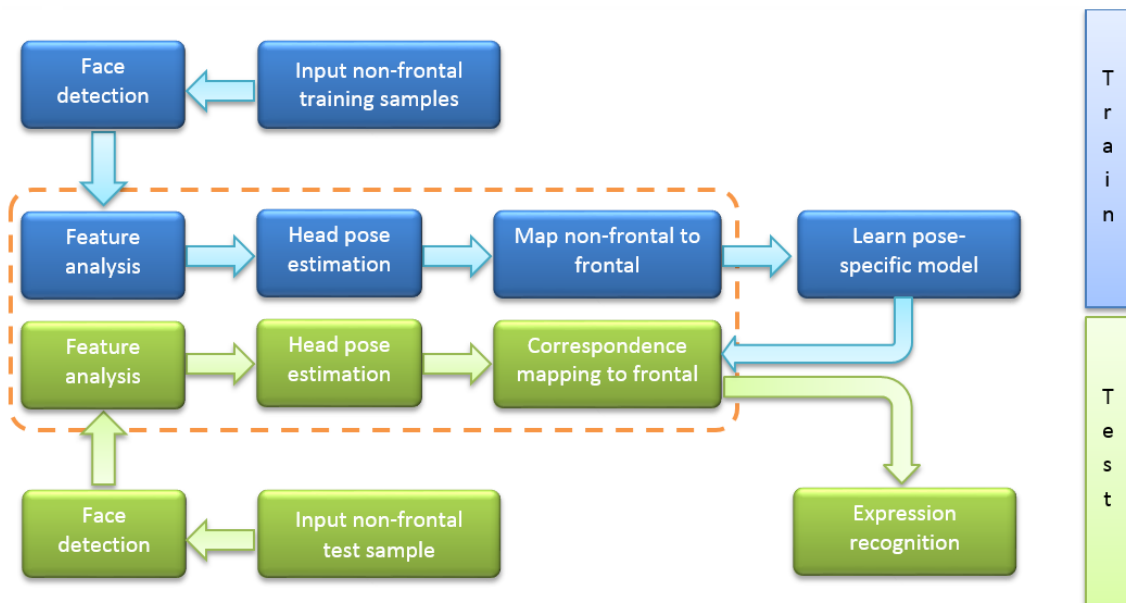 Face
detection
Input non-frontal
training samples
Feature
analysis
Head pose
estimation
Map non-frontal to
frontal
Learn pose-
specific model
Feature
analysis
Head pose
estimation
Correspondence
mapping to frontal
Face
detection
Input non-frontal
test sample
Expression
recognition
T
r
a
i
n
T
e
s
t